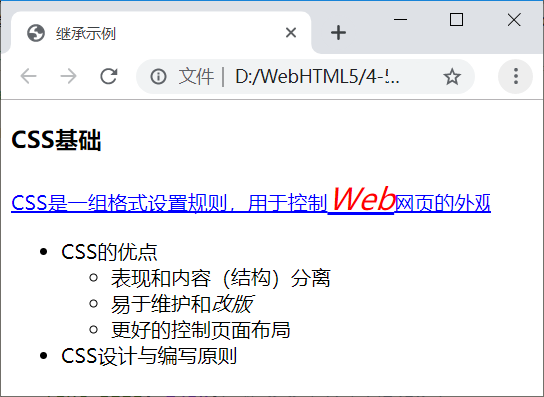 继承示例
文件 | D:/WebHTML5/4-5...
CSS基础
CSS是一组格式设置规则，用于控制Web网页的外观
CSS的优点
表现和内容（结构）分离
易于维护和改版
更好的控制页面布局
CSS设计与编写原则